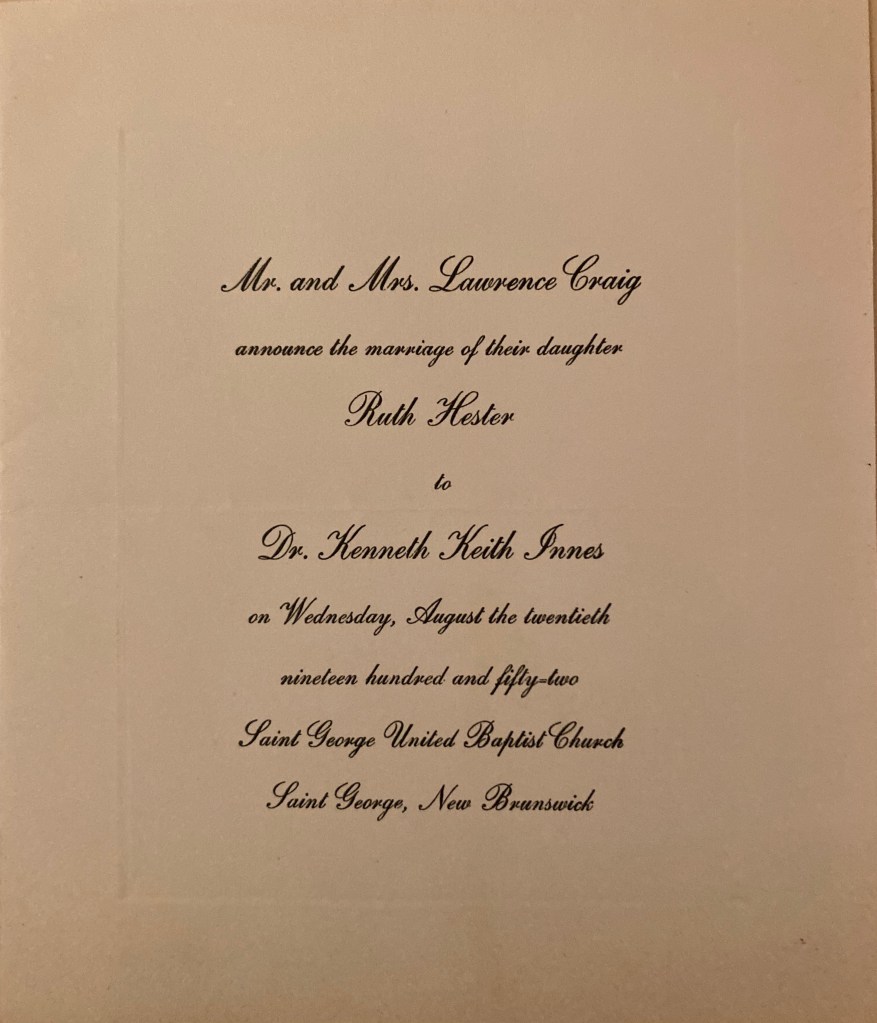 Mr. and Mrs. Lawrence Craig
announce the marriage of their daughter
Ruth Hester
to
Dr. Kenneth Keith Innes
on Wednesday, August the twentieth
nineteen hundred and fifty-two
Saint George United Baptist Church
Saint George, New Brunswick